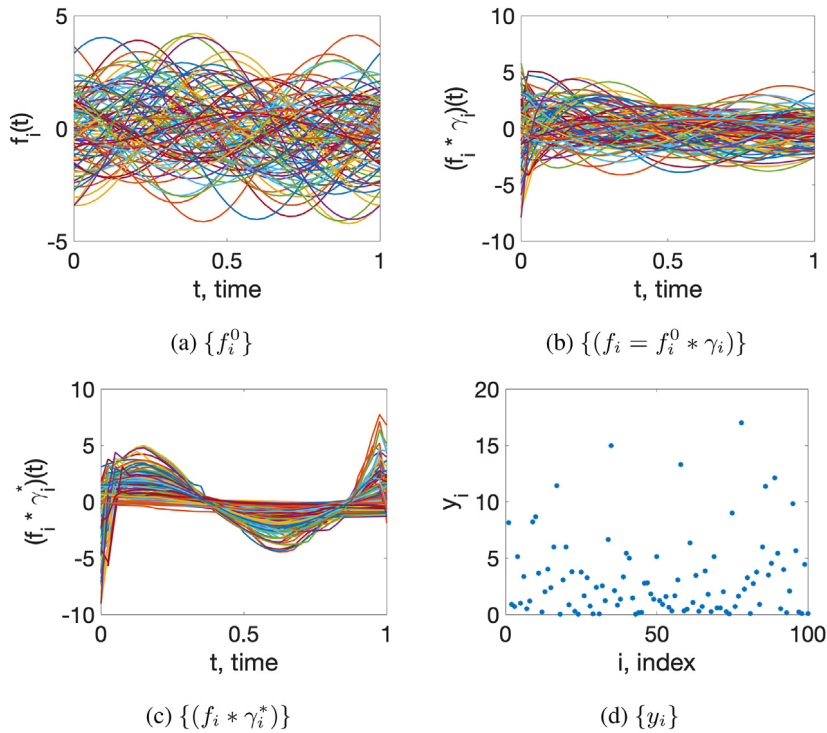 5
0
-5
f_i(t)
0
0.5
1
t, time
(a) {f_i^0}
10
5
0
-5
-10
(f_i * γ_i)(t)
0
0.5
1
t, time
(b) {(f_i = f_i^0 * γ_i)}
10
5
0
-5
-10
(f_i * γ_i^*)(t)
0
0.5
1
t, time
(c) {(f_i * γ_i^*)}
20
15
10
5
0
y_i
0
50
100
i, index
(d) {y_i}